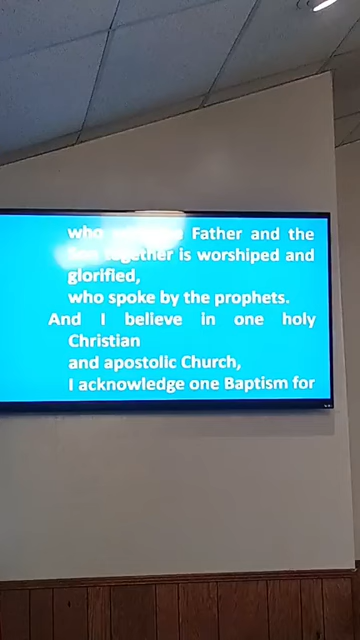 who Father and the
together is worshiped and
glorified,
who spoke by the prophets.
And I believe in one holy
Christian
and apostolic Church,
I acknowledge one Baptism for